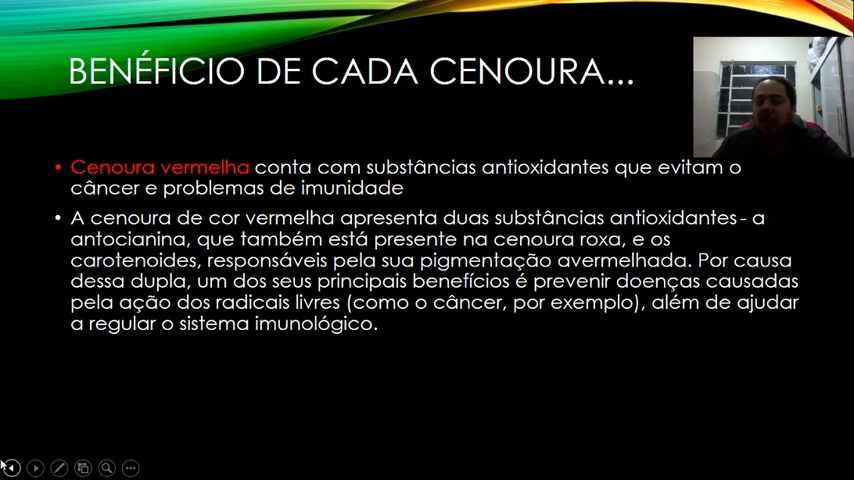 BENÉFICIO DE CADA CENOURA...
• Cenoura vermelha conta com substâncias antioxidantes que evitam o
câncer e problemas de imunidade
• A cenoura de cor vermelha apresenta duas substâncias antioxidantes - a
antocianina, que também está presente na cenoura roxa, e os
carotenoides, responsáveis pela sua pigmentação avermelhada. Por causa
dessa dupla, um dos seus principais benefícios é prevenir doenças causadas
pela ação dos radicais livres (como o câncer, por exemplo), além de ajudar
a regular o sistema imunológico.